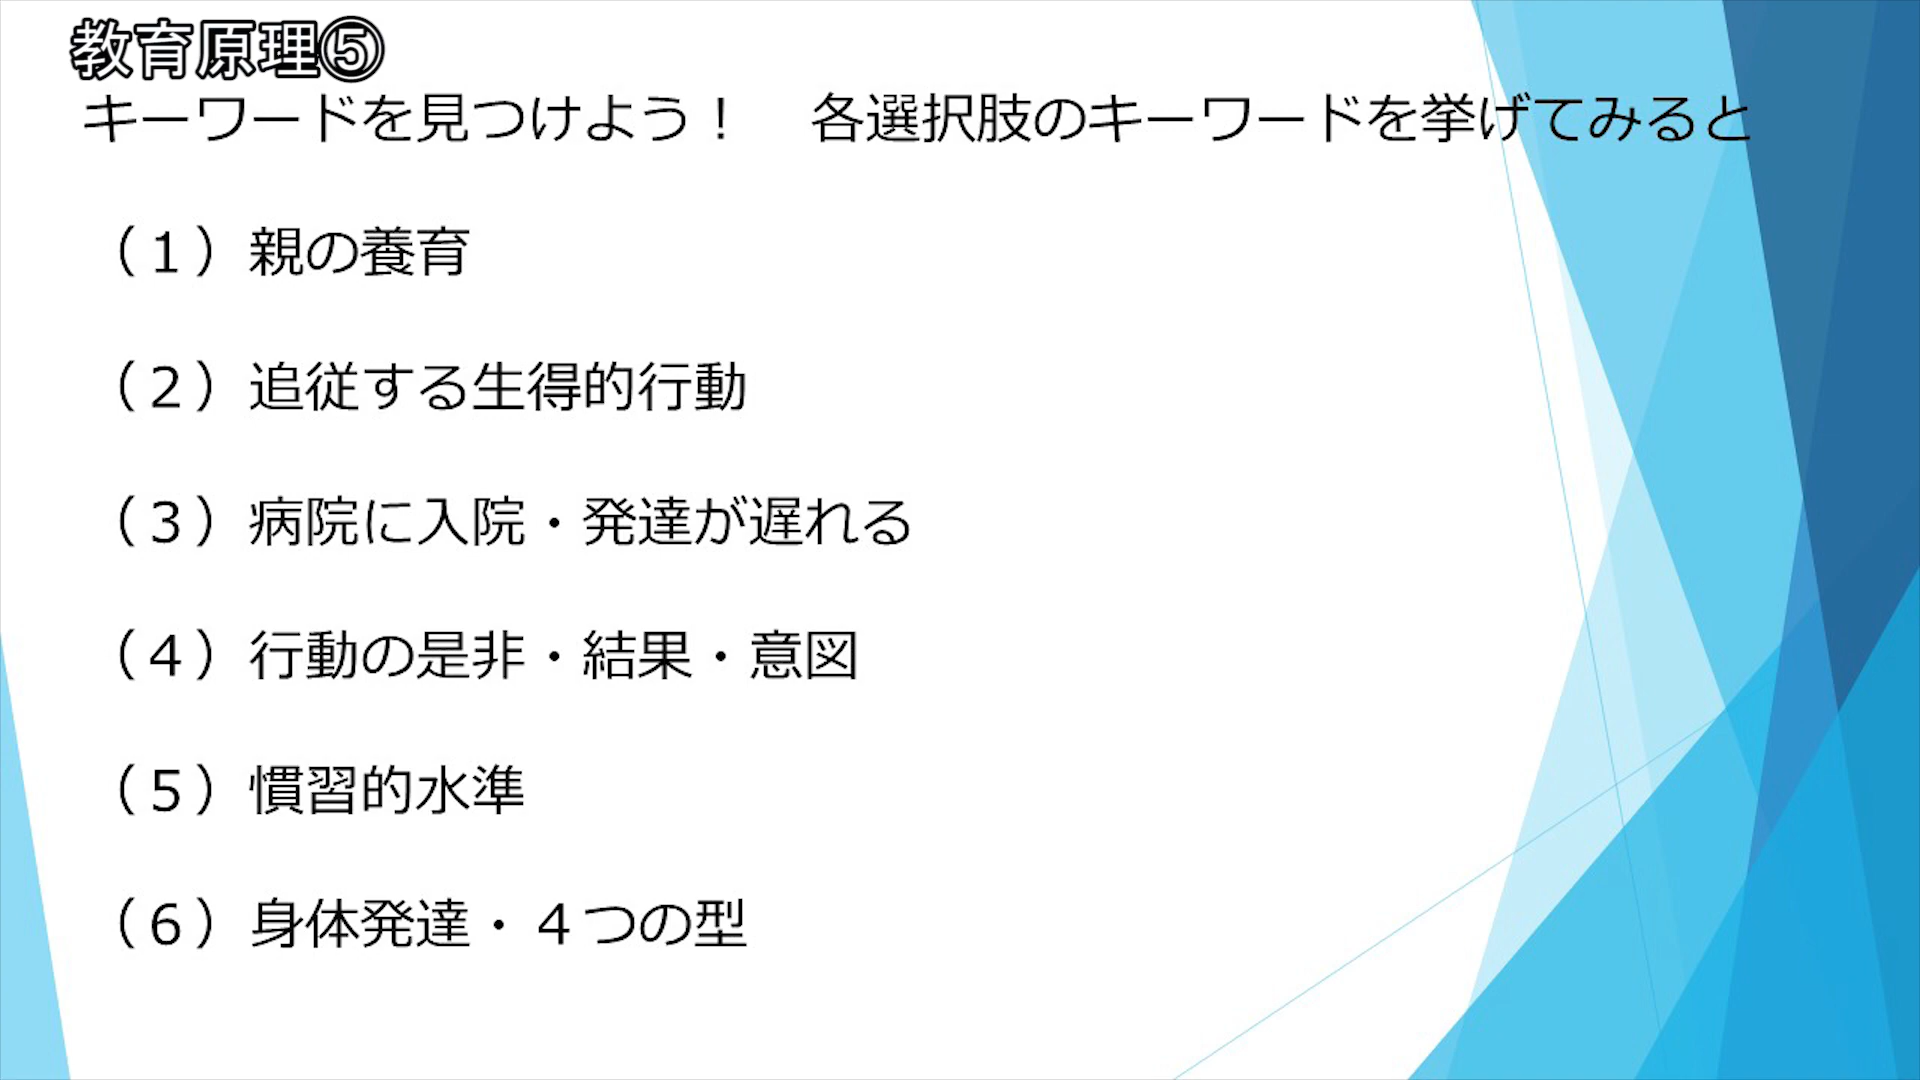 教育原理⑤
キーワードを見つけよう！　各選択肢のキーワードを挙げてみると
（１）親の養育
（２）追従する生得的行動
（３）病院に入院・発達が遅れる
（４）行動の是非・結果・意図
（５）慣習的水準
（６）身体発達・４つの型